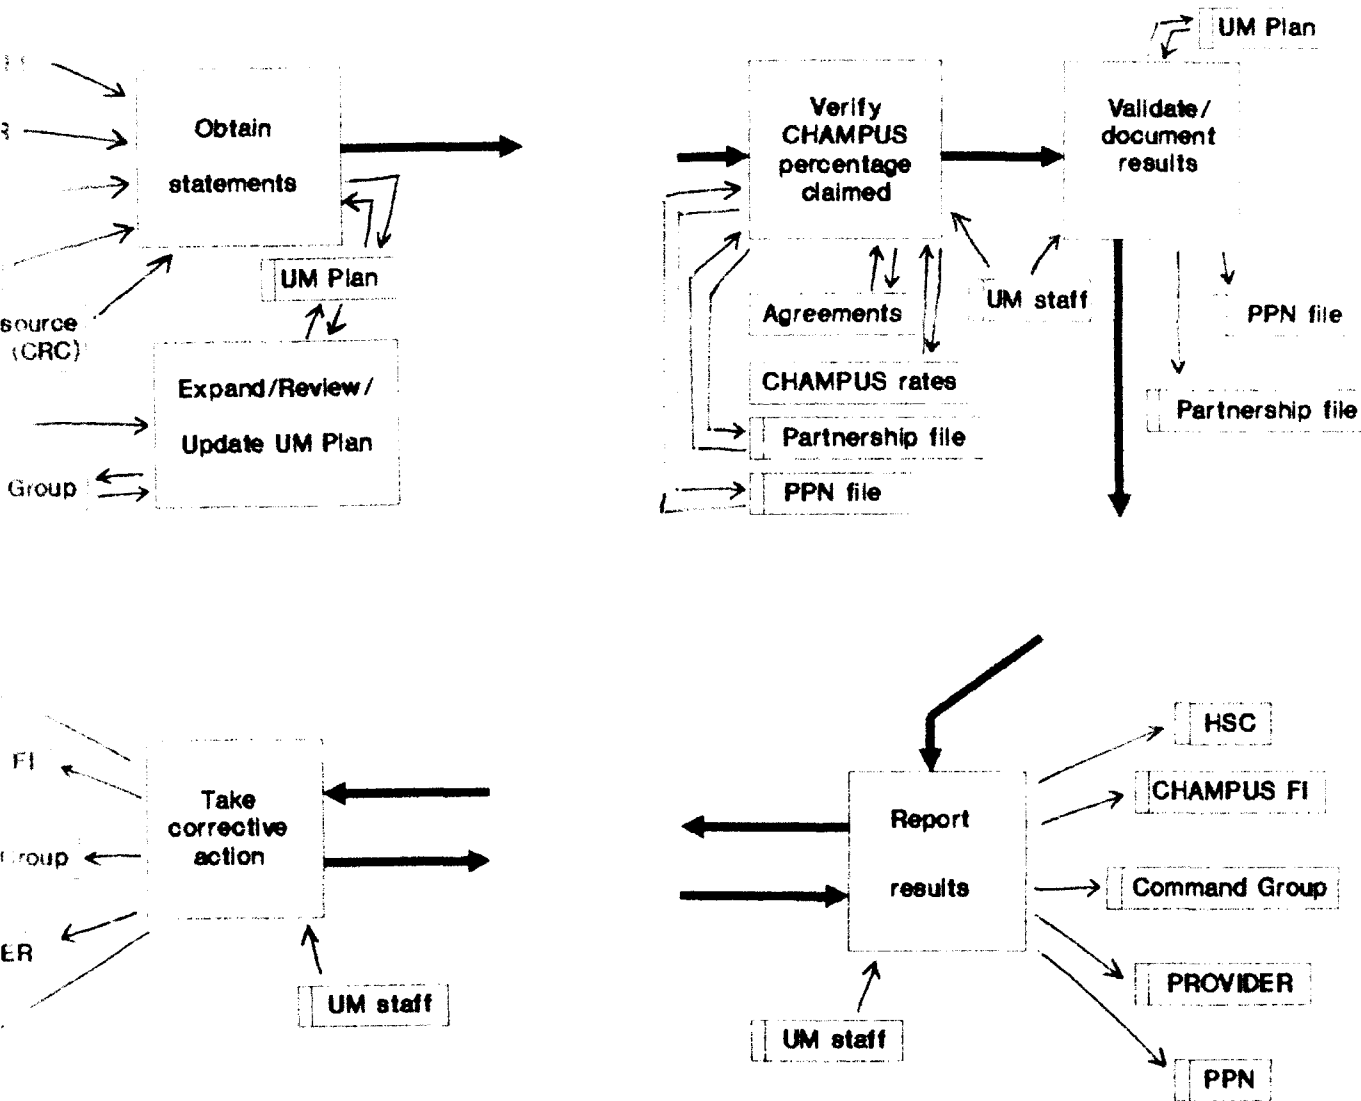 UM Plan
Obtain
statements
UM Plan
source
(CRC)
Expand/Review/
Update UM Plan
Group
Verify
CHAMPUS
percentage
claimed
Validate/
document
results
Agreements
UM staff
PPN file
CHAMPUS rates
Partnership file
Partnership file
PPN file
FI
Group
ER
Take
corrective
action
UM staff
Report
results
UM staff
HSC
CHAMPUS FI
Command Group
PROVIDER
PPN